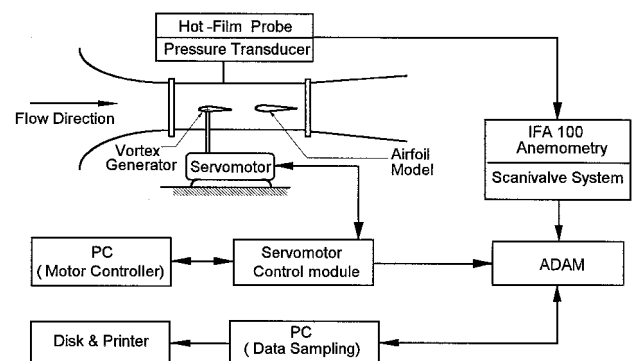 Hot -Film Probe
Pressure Transducer
Flow Direction
Vortex
Generator
Servomotor
Airfoil
Model
IFA 100
Anemometry
Scanivalve System
PC
( Motor Controller)
Servomotor
Control module
ADAM
Disk & Printer
PC
( Data Sampling)